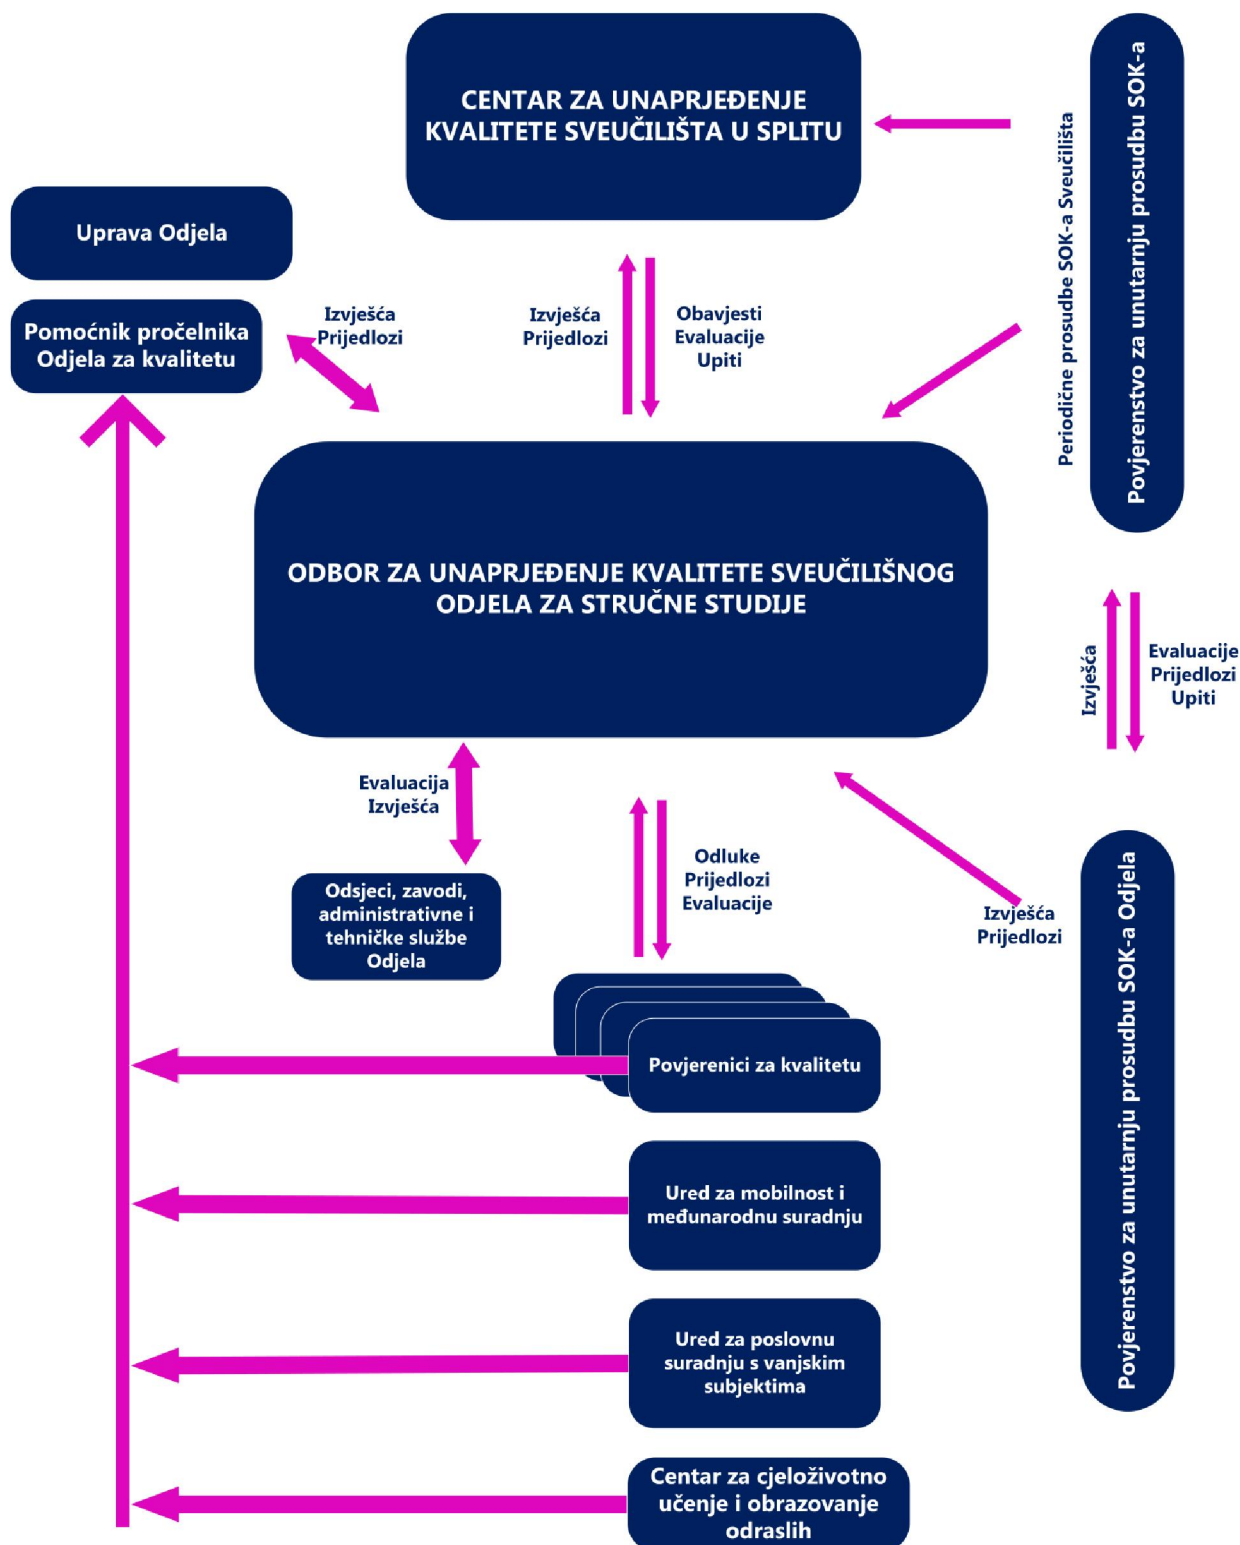 CENTAR ZA UNAPRJEĐENJE
KVALITETE SVEUČILIŠTA U SPLITU
Periodične prosudbe SOK-a Sveučilišta
Povjerenstvo za unutarnju prosudbu SOK-a
Uprava Odjela
Pomoćnik pročelnika
Odjela za kvalitetu
Izvješća
Prijedlozi
Izvješća
Prijedlozi
Obavjesti
Evaluacije
Upiti
ODBOR ZA UNAPRJEĐENJE KVALITETE SVEUČILIŠNOG
ODJELA ZA STRUČNE STUDIJE
Izvješća
Evaluacije
Prijedlozi
Upiti
Evaluacija
Izvješća
Odluke
Prijedlozi
Evaluacije
Izvješća
Prijedlozi
Povjerenstvo za unutarnju prosudbu SOK-a Odjela
Odsjeci, zavodi,
administrativne i
tehničke službe
Odjela
Povjerenici za kvalitetu
Ured za mobilnost i
međunarodnu suradnju
Ured za poslovnu
suradnju s vanjskim
subjektima
Centar za cjeloživotno
učenje i obrazovanje
odraslih